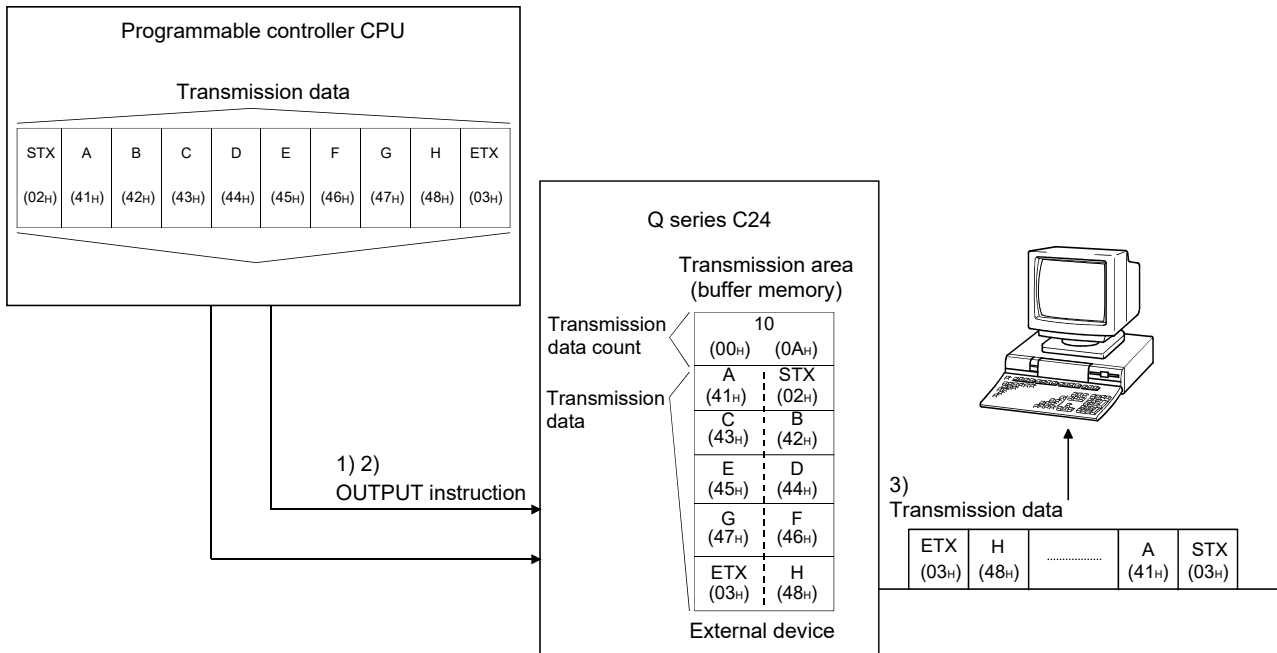 Programmable controller CPU
Transmission data
STX A B C D E F G H ETX
(02H) (41H) (42H) (43H) (44H) (45H) (46H) (47H) (48H) (03H)
Q series C24
Transmission area
(buffer memory)
Transmission
data count
10
(00H) (0AH)
Transmission
data
A STX
(41H) (02H)
C B
(43H) (42H)
E D
(45H) (44H)
G F
(47H) (46H)
ETX H
(03H) (48H)
External device
1) 2)
OUTPUT instruction
3)
Transmission data
ETX H ................. A STX
(03H) (48H) (41H) (03H)